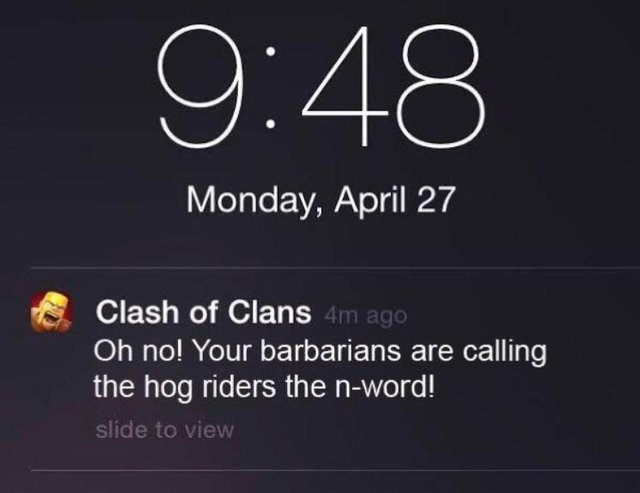 9:48
Monday, April 27
Clash of Clans 4m ago
Oh no! Your barbarians are calling
the hog riders the n-word!
slide to view